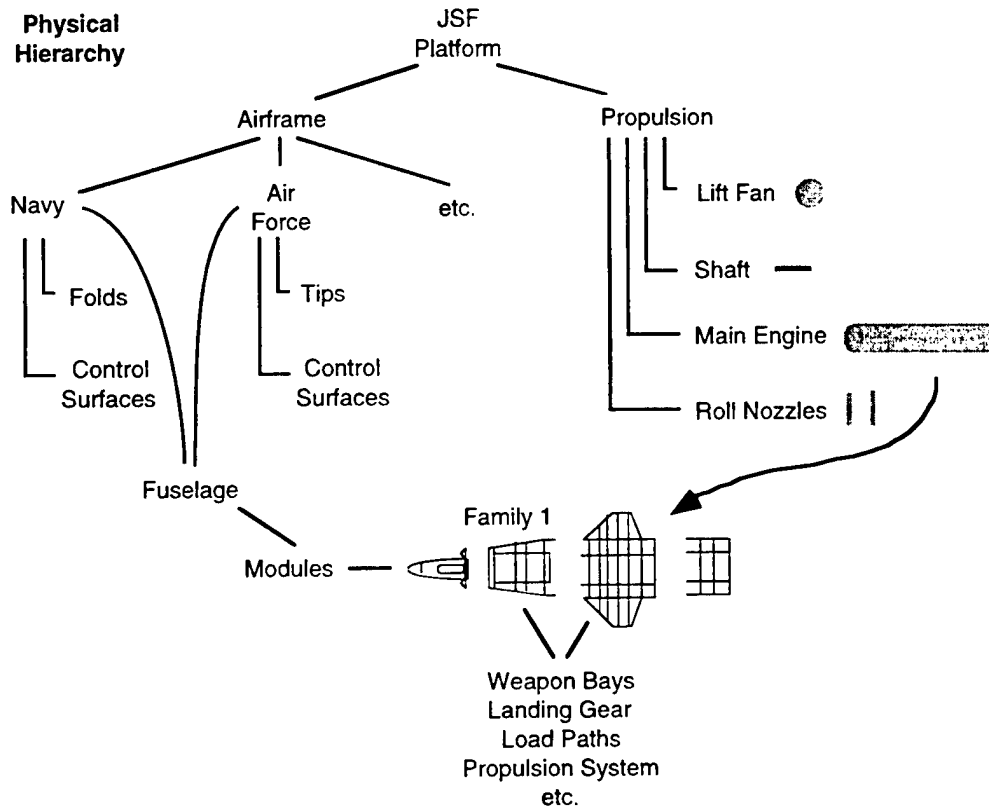 Physical
Hierarchy
JSF
Platform
Airframe
Propulsion
Navy
Air
Force
etc.
Lift Fan
Folds
Tips
Shaft
Control
Surfaces
Control
Surfaces
Main Engine
Roll Nozzles
Fuselage
Family 1
Modules
Weapon Bays
Landing Gear
Load Paths
Propulsion System
etc.